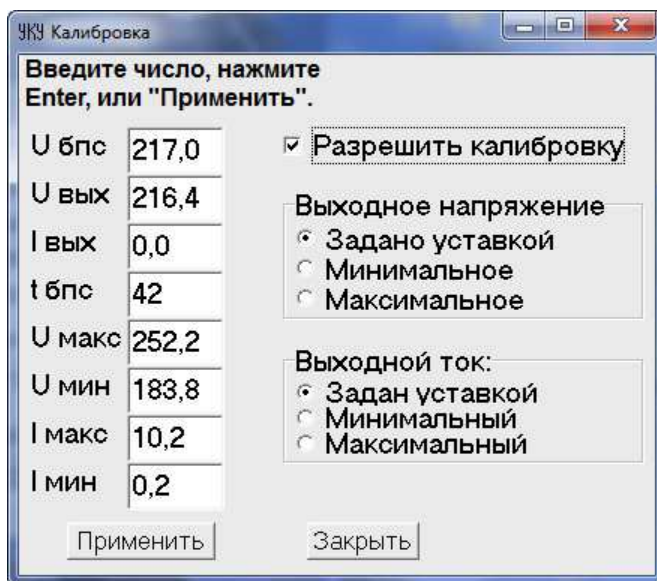 УКУ Калибровка
Введите число, нажмите
Enter, или "Применить".
U бпс 217,0
U вых 216,4
I вых 0,0
t бпс 42
U макс 252,2
U мин 183,8
I макс 10,2
I мин 0,2
Разрешить калибровку
Выходное напряжение
Задано уставкой
Минимальное
Максимальное
Выходной ток:
Задан уставкой
Минимальный
Максимальный
Применить
Закрыть